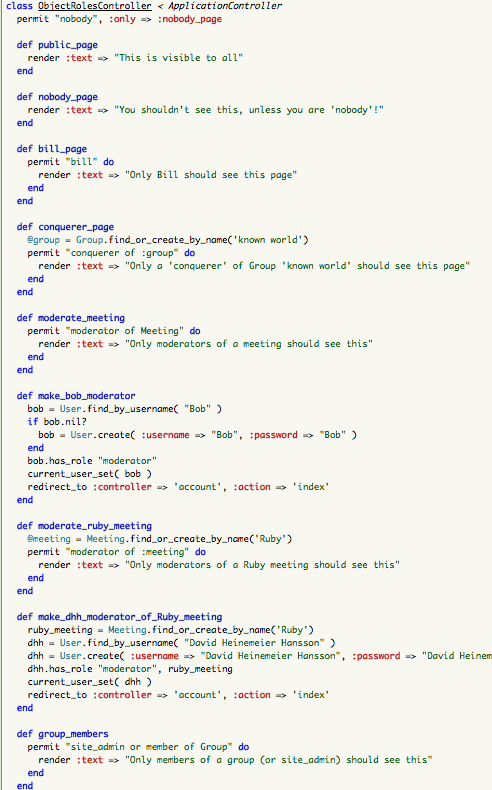 class ObjectRolesController < ApplicationController
  permit "nobody", :only => :nobody_page

  def public_page
    render :text => "This is visible to all"
  end

  def nobody_page
    render :text => "You shouldn't see this, unless you are 'nobody'!"
  end

  def bill_page
    permit "bill" do
      render :text => "Only Bill should see this page"
    end
  end

  def conquerer_page
    @group = Group.find_or_create_by_name('known world')
    permit "conquerer of :group" do
      render :text => "Only a 'conquerer' of Group 'known world' should see this page"
    end
  end

  def moderate_meeting
    permit "moderator of Meeting" do
      render :text => "Only moderators of a meeting should see this"
    end
  end

  def make_bob_moderator
    bob = User.find_by_username( "Bob" )
    if bob.nil?
      bob = User.create( :username => "Bob", :password => "Bob" )
    end
    bob.has_role "moderator"
    current_user_set( bob )
    redirect_to :controller => 'account', :action => 'index'
  end

  def moderate_ruby_meeting
    @meeting = Meeting.find_or_create_by_name('Ruby')
    permit "moderator of :meeting" do
      render :text => "Only moderators of a Ruby meeting should see this"
    end
  end

  def make_dhh_moderator_of_Ruby_meeting
    ruby_meeting = Meeting.find_or_create_by_name('Ruby')
    dhh = User.find_by_username( "David Heinemeier Hansson" )
    dhh = User.create( :username => "David Heinemeier Hansson", :password => "David Heinem
    dhh.has_role "moderator", ruby_meeting
    current_user_set( dhh )
    redirect_to :controller => 'account', :action => 'index'
  end

  def group_members
    permit "site_admin or member of Group" do
      render :text => "Only members of a group (or site_admin) should see this"
    end
  end